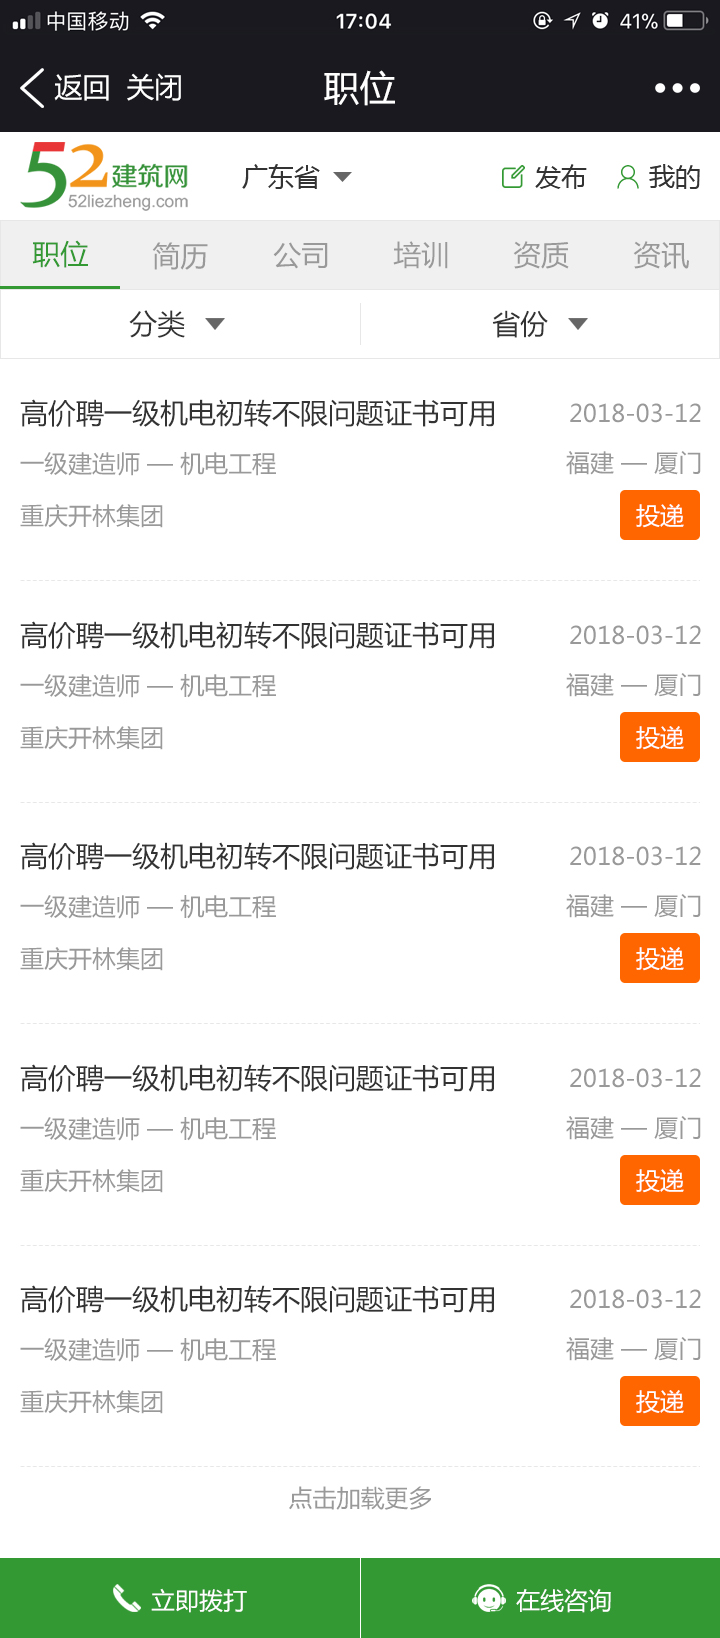 中国移动 17:04 41%
返回 关闭 职位
52建筑网 广东省 发布 我的
52liezheng.com
职位 简历 公司 培训 资质 资讯
分类 省份
高价聘一级机电初转不限问题证书可用 2018-03-12
一级建造师 — 机电工程 福建 — 厦门
重庆开林集团 投递
高价聘一级机电初转不限问题证书可用 2018-03-12
一级建造师 — 机电工程 福建 — 厦门
重庆开林集团 投递
高价聘一级机电初转不限问题证书可用 2018-03-12
一级建造师 — 机电工程 福建 — 厦门
重庆开林集团 投递
高价聘一级机电初转不限问题证书可用 2018-03-12
一级建造师 — 机电工程 福建 — 厦门
重庆开林集团 投递
高价聘一级机电初转不限问题证书可用 2018-03-12
一级建造师 — 机电工程 福建 — 厦门
重庆开林集团 投递
点击加载更多
立即拨打 在线咨询